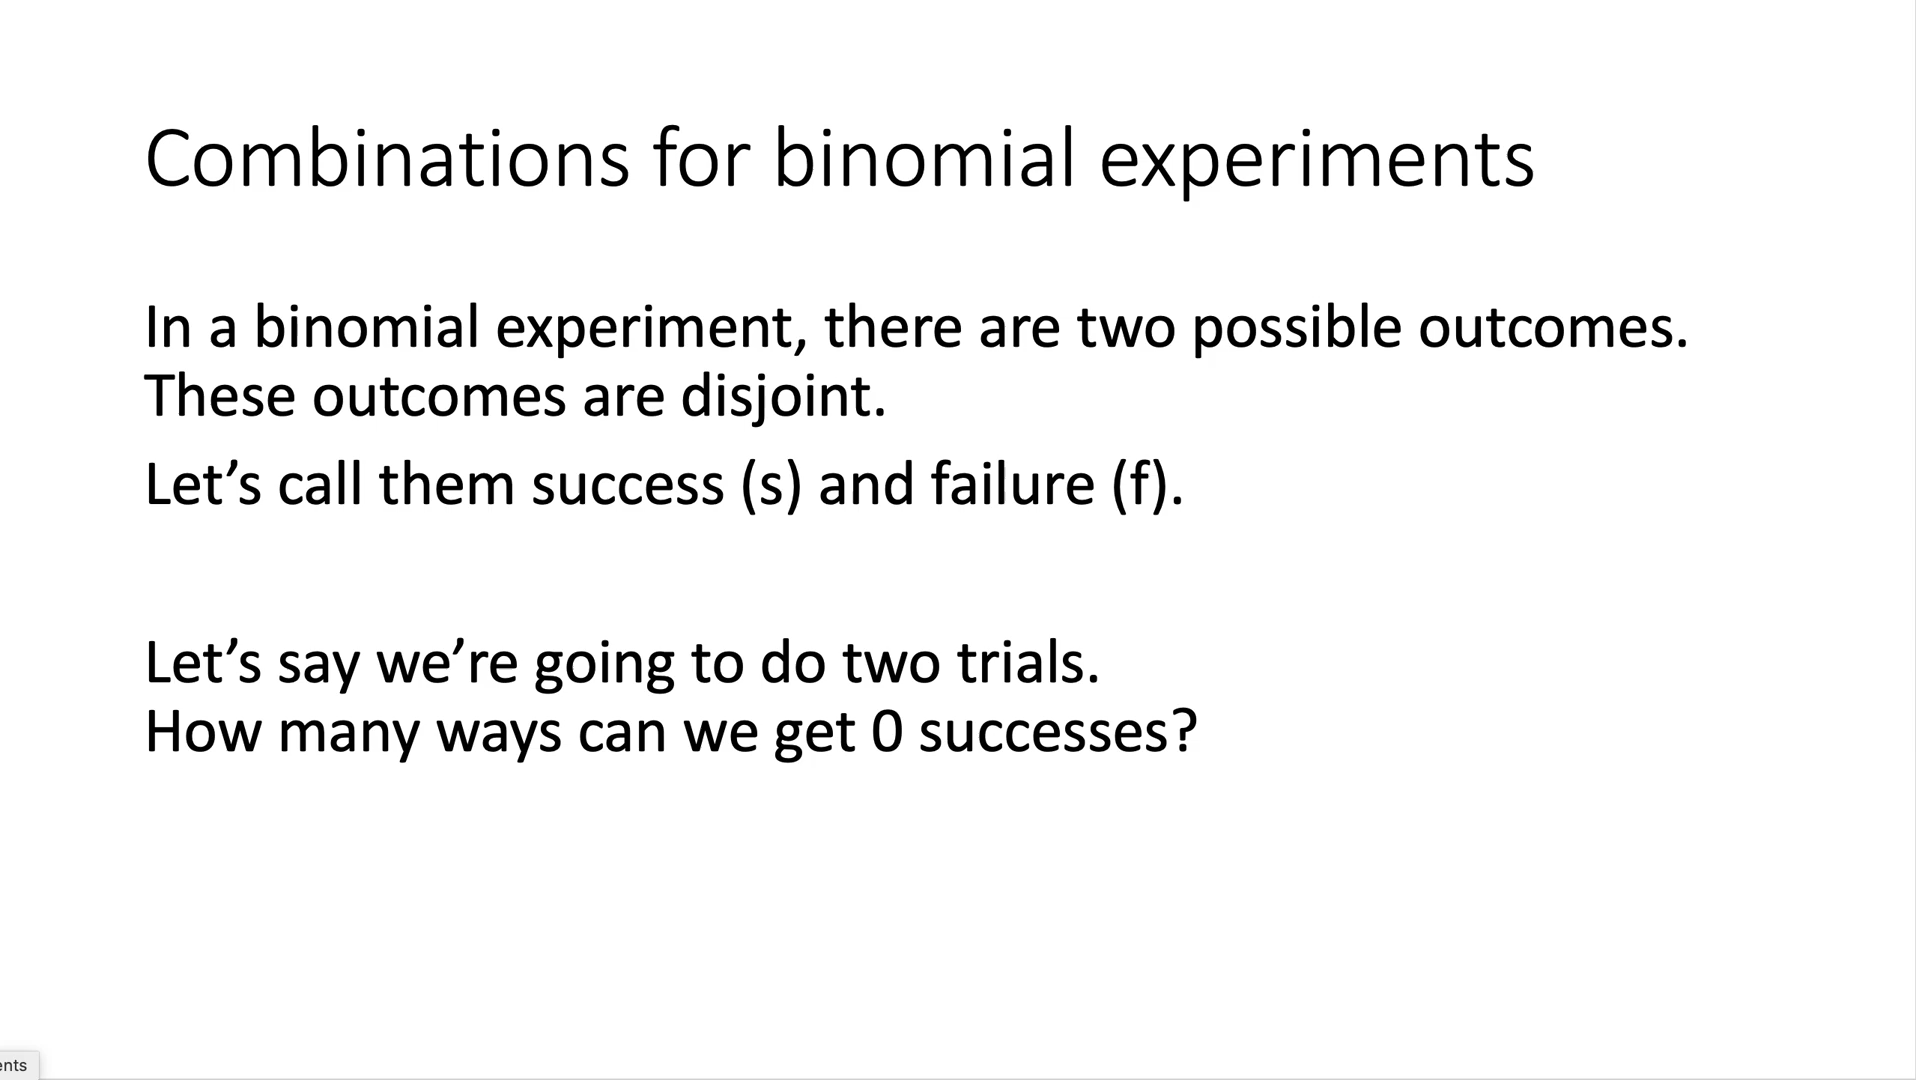 Combinations for binomial experiments
In a binomial experiment, there are two possible outcomes.
These outcomes are disjoint.
Let’s call them success (s) and failure (f).
Let’s say we’re going to do two trials.
How many ways can we get 0 successes?